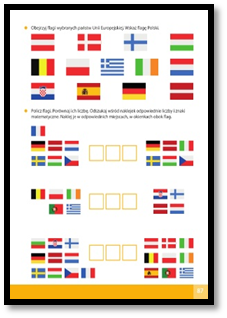 Obejrzyj flagi wybranych państw Unii Europejskiej. Wskaż flagę Polski.
Policz flagi. Porównaj ich liczbę. Odszukaj wśród naklejek odpowiednie liczby i znaki
matematyczne. Naklej je w odpowiednich miejscach, w okienkach obok flag.
87